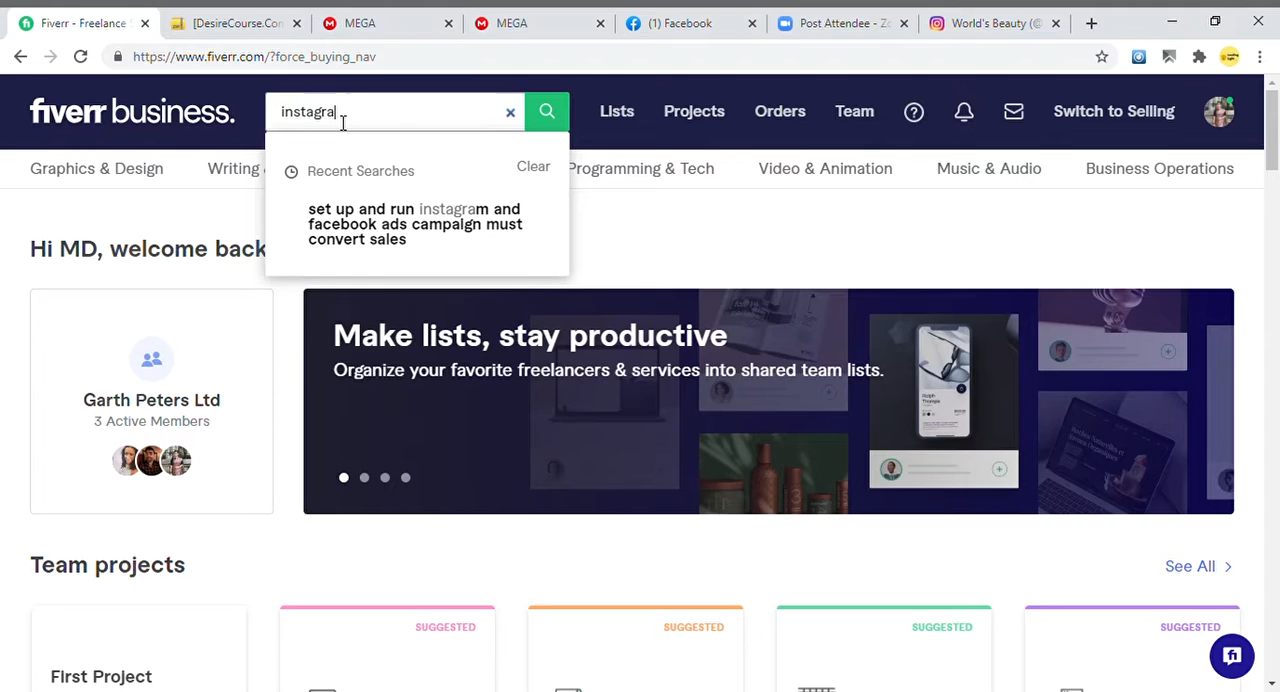 Fiverr - Freelance S
[DesireCourse.Con
MEGA
MEGA
(1) Facebook
Post Attendee - Zo
World's Beauty (@
https://www.fiverr.com/?force_buying_nav
fiverr business.
instagra
Lists
Projects
Orders
Team
Switch to Selling
Graphics & Design
Writing
Programming & Tech
Video & Animation
Music & Audio
Business Operations
Recent Searches
Clear
set up and run instagram and
facebook ads campaign must
convert sales
Hi MD, welcome back
Garth Peters Ltd
3 Active Members
Make lists, stay productive
Organize your favorite freelancers & services into shared team lists.
Team projects
See All
First Project
SUGGESTED
SUGGESTED
SUGGESTED
SUGGESTED